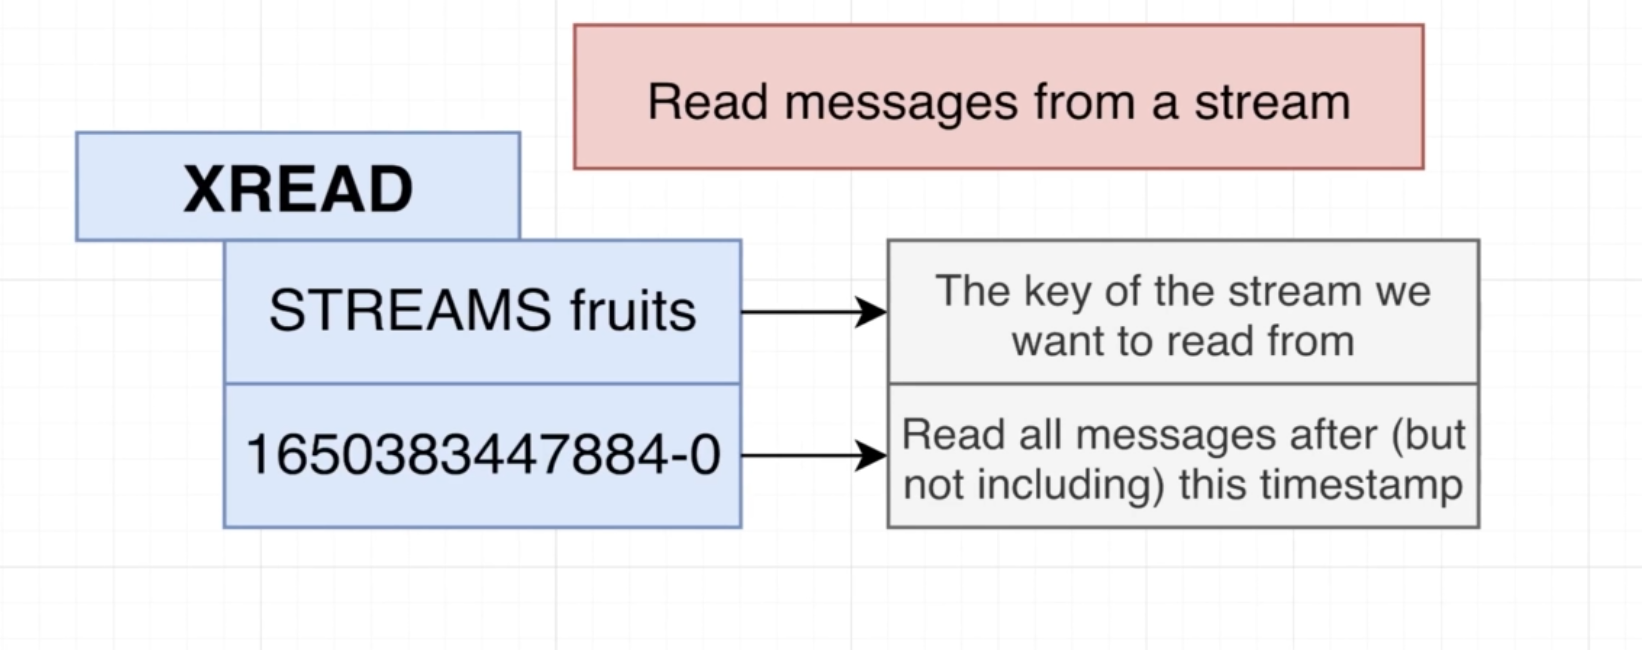 Read messages from a stream
XREAD
STREAMS fruits
The key of the stream we
want to read from
1650383447884-0
Read all messages after (but
not including) this timestamp